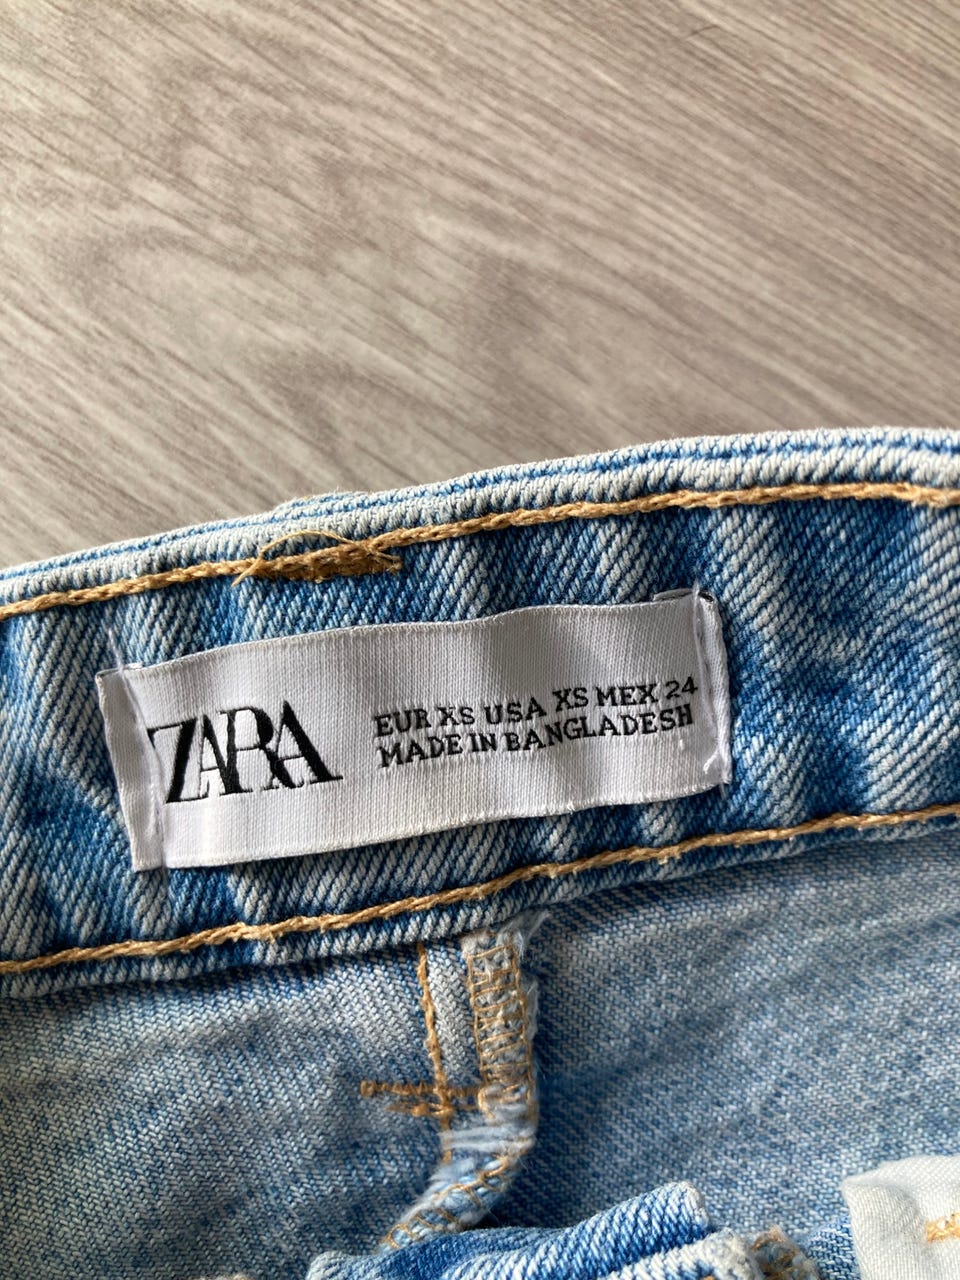 ZARA
EUR XS USA XS MEX 24
MADE IN BANGLADESH